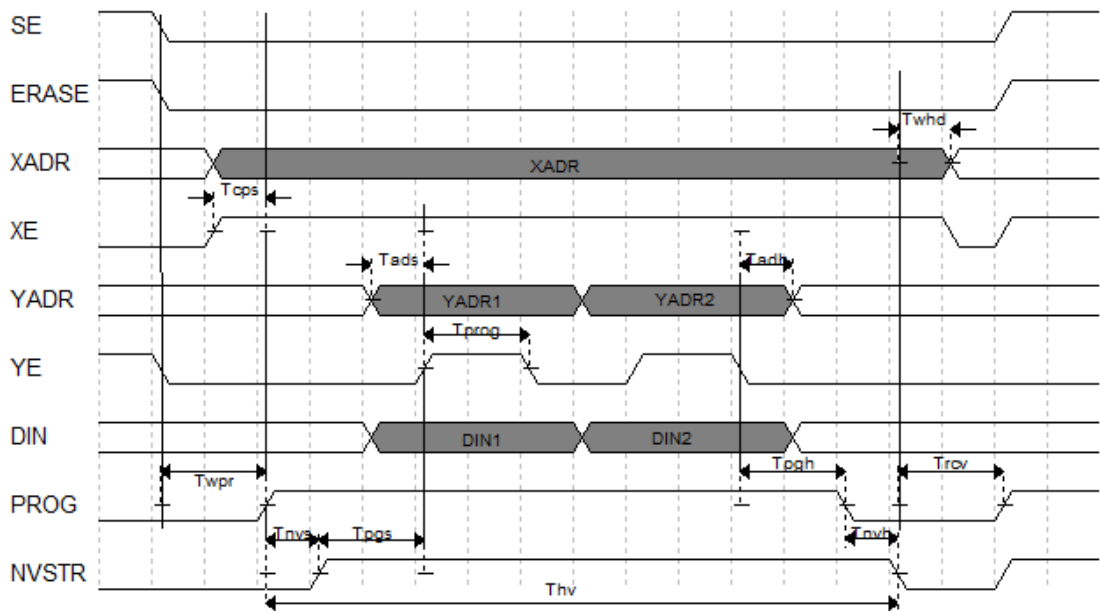 SE
ERASE
Twhd
XADR
XADR
Tcps
XE
Tads
Tadh
YADR
YADR1
YADR2
Tprog
YE
DIN
DIN1
DIN2
Twpr
Tpgh
Trcv
PROG
Tnvs
Tpgs
Tnvh
NVSTR
Thv